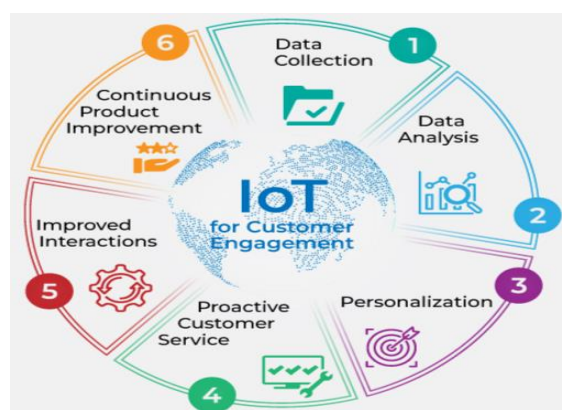 IoT
for Customer
Engagement
1
Data
Collection
2
Data
Analysis
3
Personalization
4
Proactive
Customer
Service
5
Improved
Interactions
6
Continuous
Product
Improvement